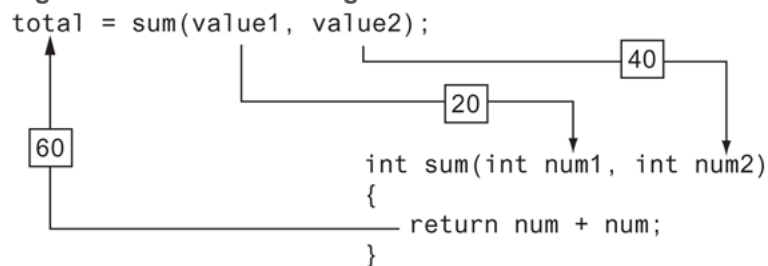 total = sum(value1, value2);
40
20
60
int sum(int num1, int num2)
{
return num + num;
}